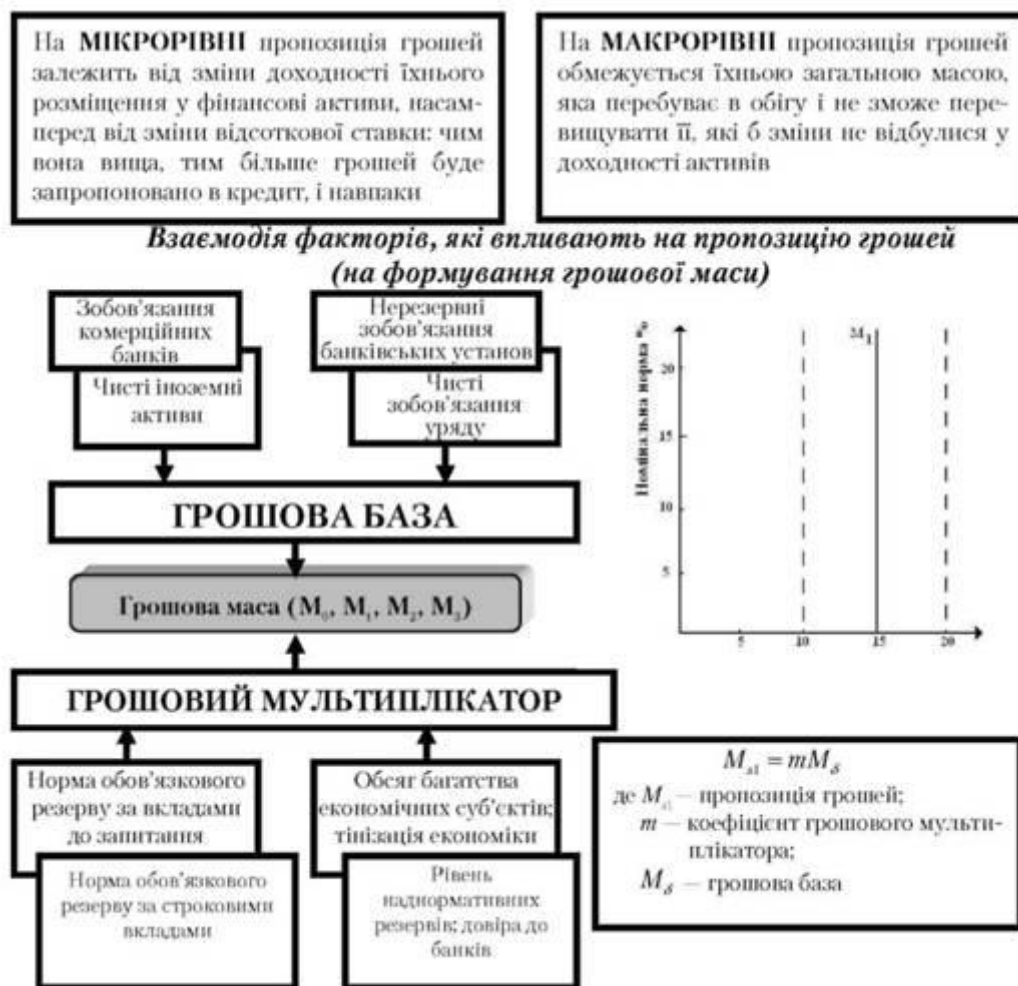 На МІКРОРІВНІ пропозиція грошей
залежить від зміни доходності їхнього
розміщення у фінансові активи, насам-
перед від зміни відсоткової ставки: чим
вона вища, тим більше грошей буде
запропоновано в кредит, і навпаки
На МАКРОРІВНІ пропозиція грошей
обмежується їхньою загальною масою,
яка перебуває в обігу і не зможе пере-
вищувати її, які б зміни не відбулися у
доходності активів
Взаємодія факторів, які впливають на пропозицію грошей
(на формування грошової маси)
Зобов'язання
комерційних
банків
Чисті іноземні
активи
Нерезервні
зобов'язання
банківських установ
Чисті
зобов'язання
уряду
ГРОШОВА БАЗА
Грошова маса (M₀, M₁, M₂, M₃)
ГРОШОВИЙ МУЛЬТИПЛІКАТОР
Норма обов'язкового
резерву за вкладами
до запитання
Норма обов'язкового
резерву за строковими
вкладами
Обсяг багатства
економічних суб'єктів;
тінізація економіки
Рівень
наднормативних
резервів; довіра до
банків
Номінальна норма %
M₁
20
15
10
5
5
10
15
20
Mₛ₁ = mMб
де Mₛ₁ – пропозиція грошей;
m – коефіцієнт грошового мульти-
плікатора;
Mб – грошова база